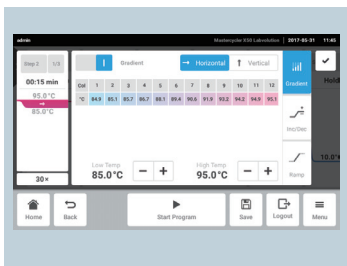 admin Mastercycler X50 Labvolution 2017-05-31 11:45
Step 2 1/3
00:15 min
95.0°C
85.0°C
30×
Gradient
Horizontal
Vertical
Col 1 2 3 4 5 6 7 8 9 10 11 12
°C 84.9 85.1 85.7 86.7 88.1 89.4 90.6 91.9 93.2 94.2 94.9 95.1
Low Temp.
85.0°C − +
High Temp.
95.0°C − +
Gradient
Inc/Dec
Ramp
Hold
10.0°
Home
Back
Start Program
Save
Logout
Menu